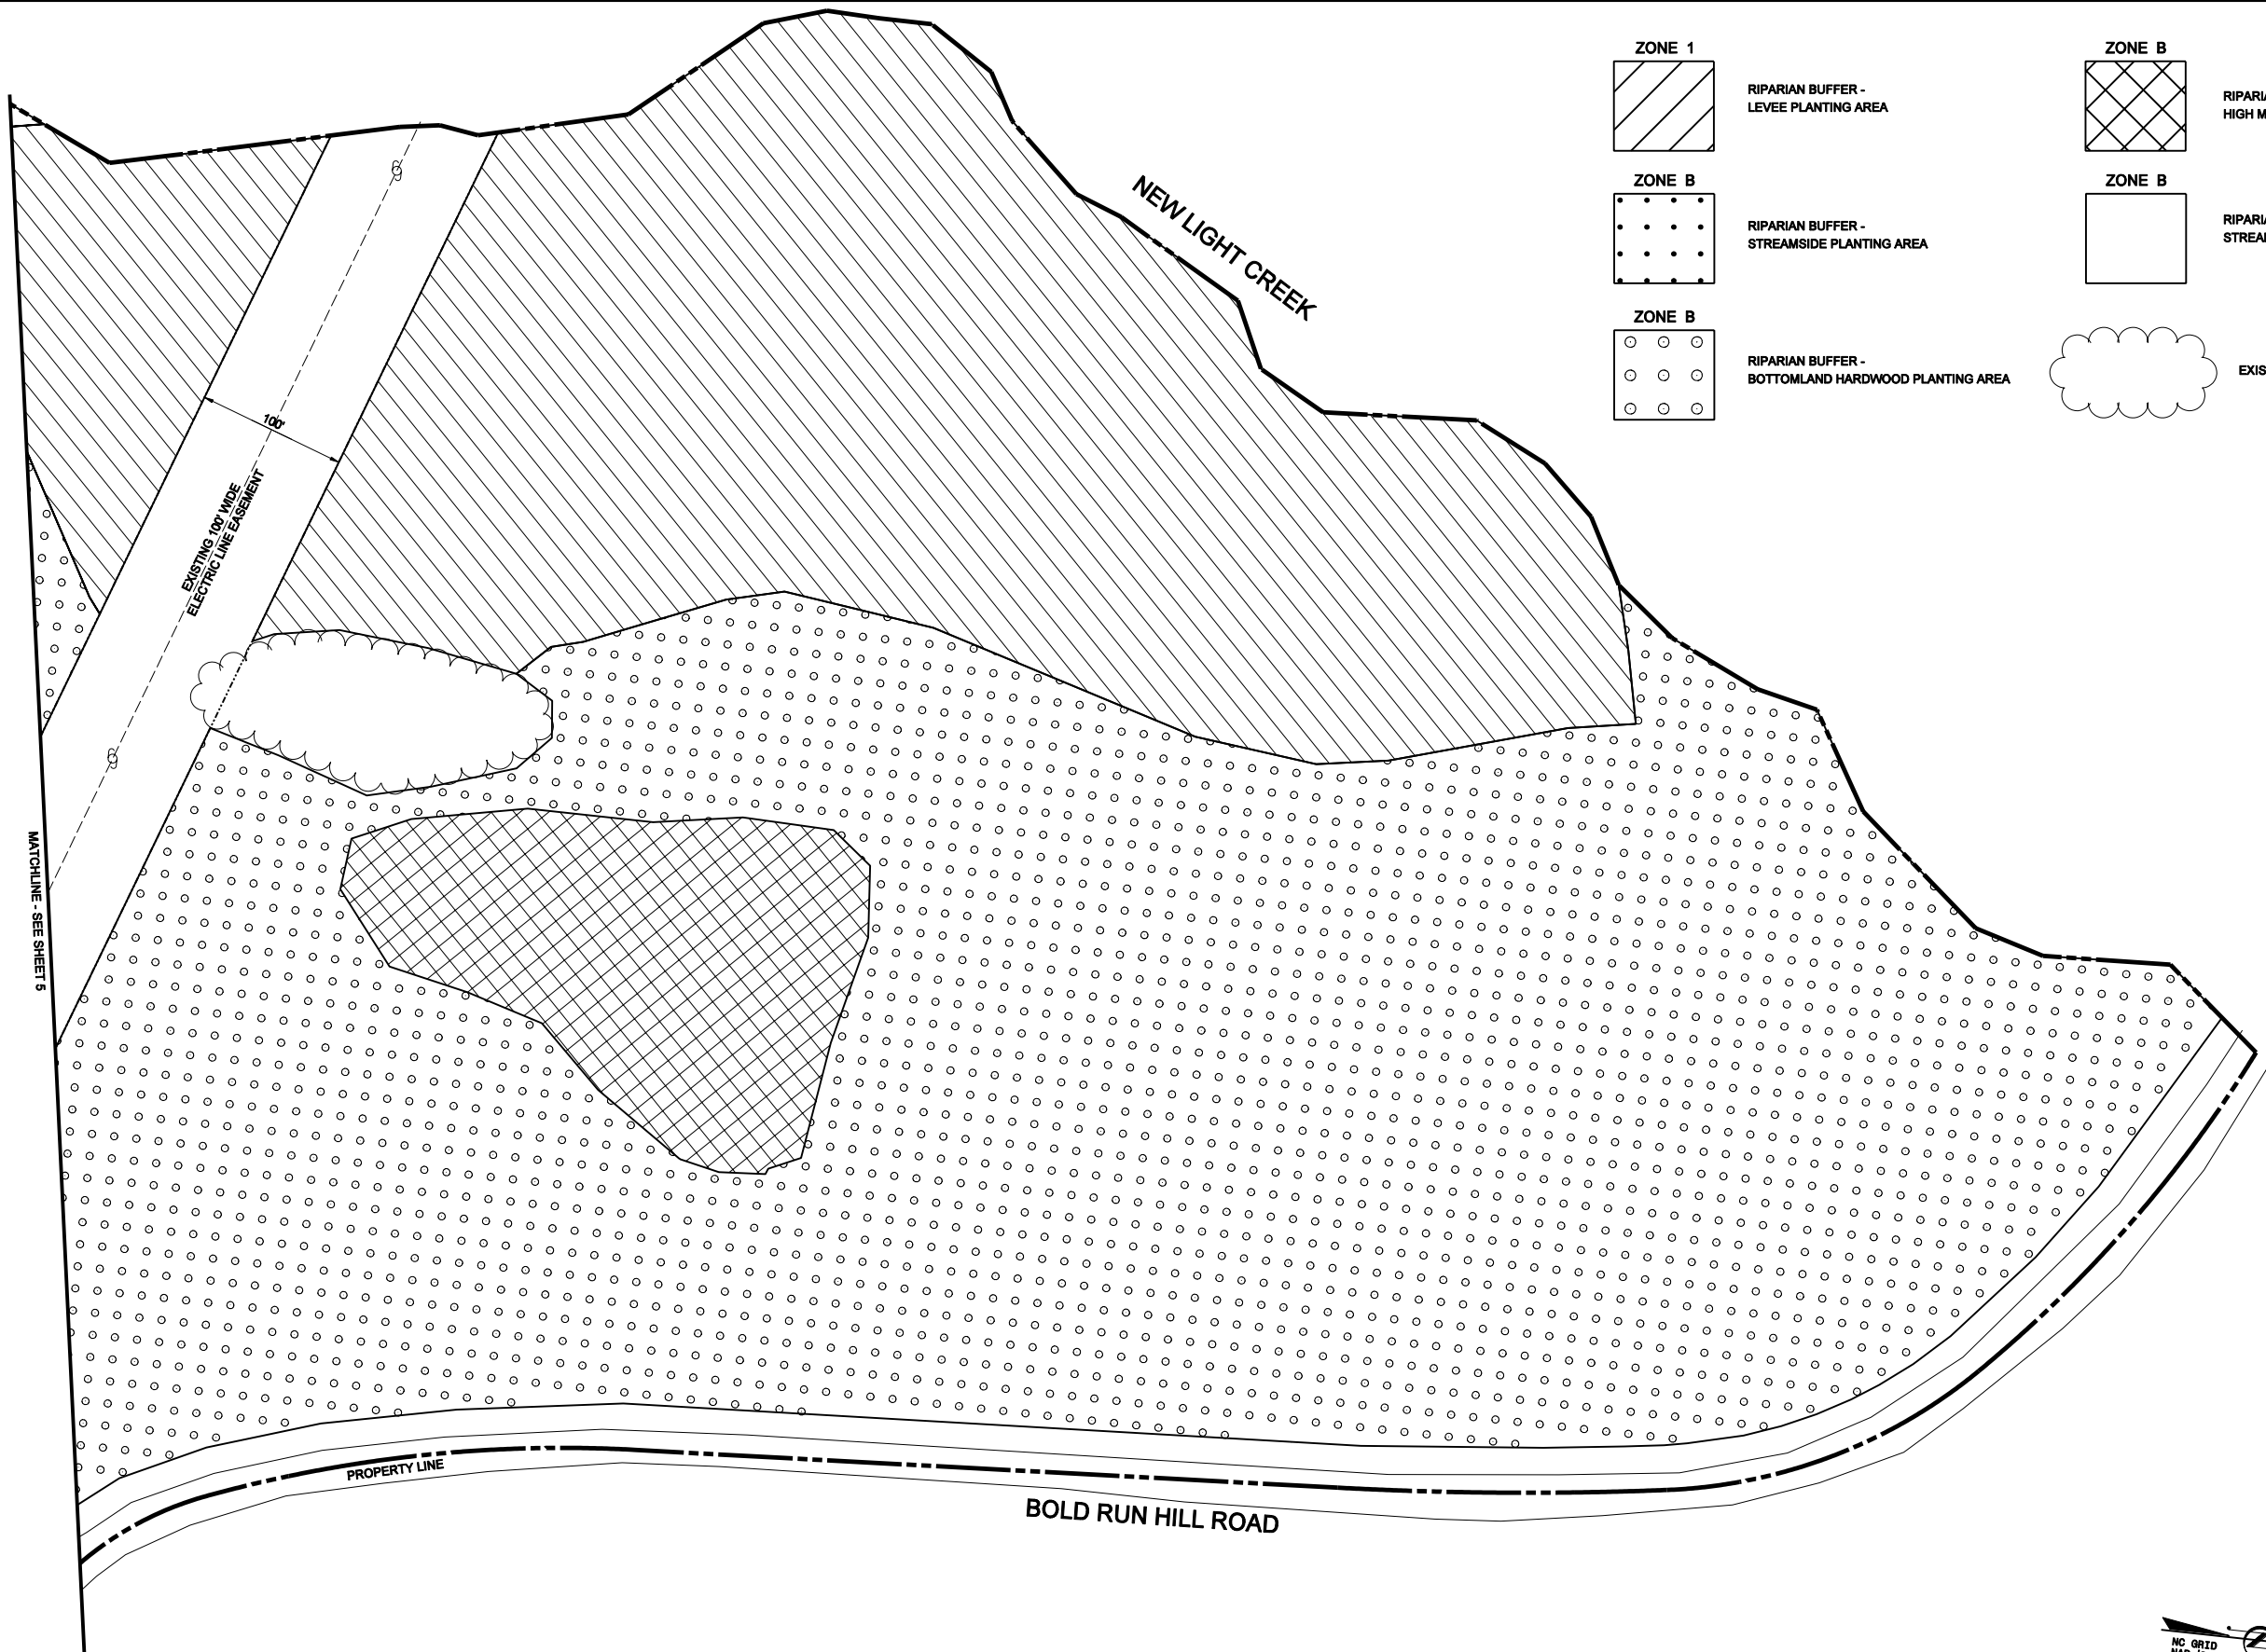 ZONE 1
RIPARIAN BUFFER -
LEVEE PLANTING AREA
ZONE B
RIPARIAN BUFFER -
STREAMSIDE PLANTING AREA
ZONE B
RIPARIAN BUFFER -
BOTTOMLAND HARDWOOD PLANTING AREA
ZONE B
HIGH M
ZONE B
NEW LIGHT CREEK
100'
EXISTING 100' WIDE
ELECTRIC LINE EASEMENT
MATCHLINE - SEE SHEET 5
PROPERTY LINE
BOLD RUN HILL ROAD
NC GRID